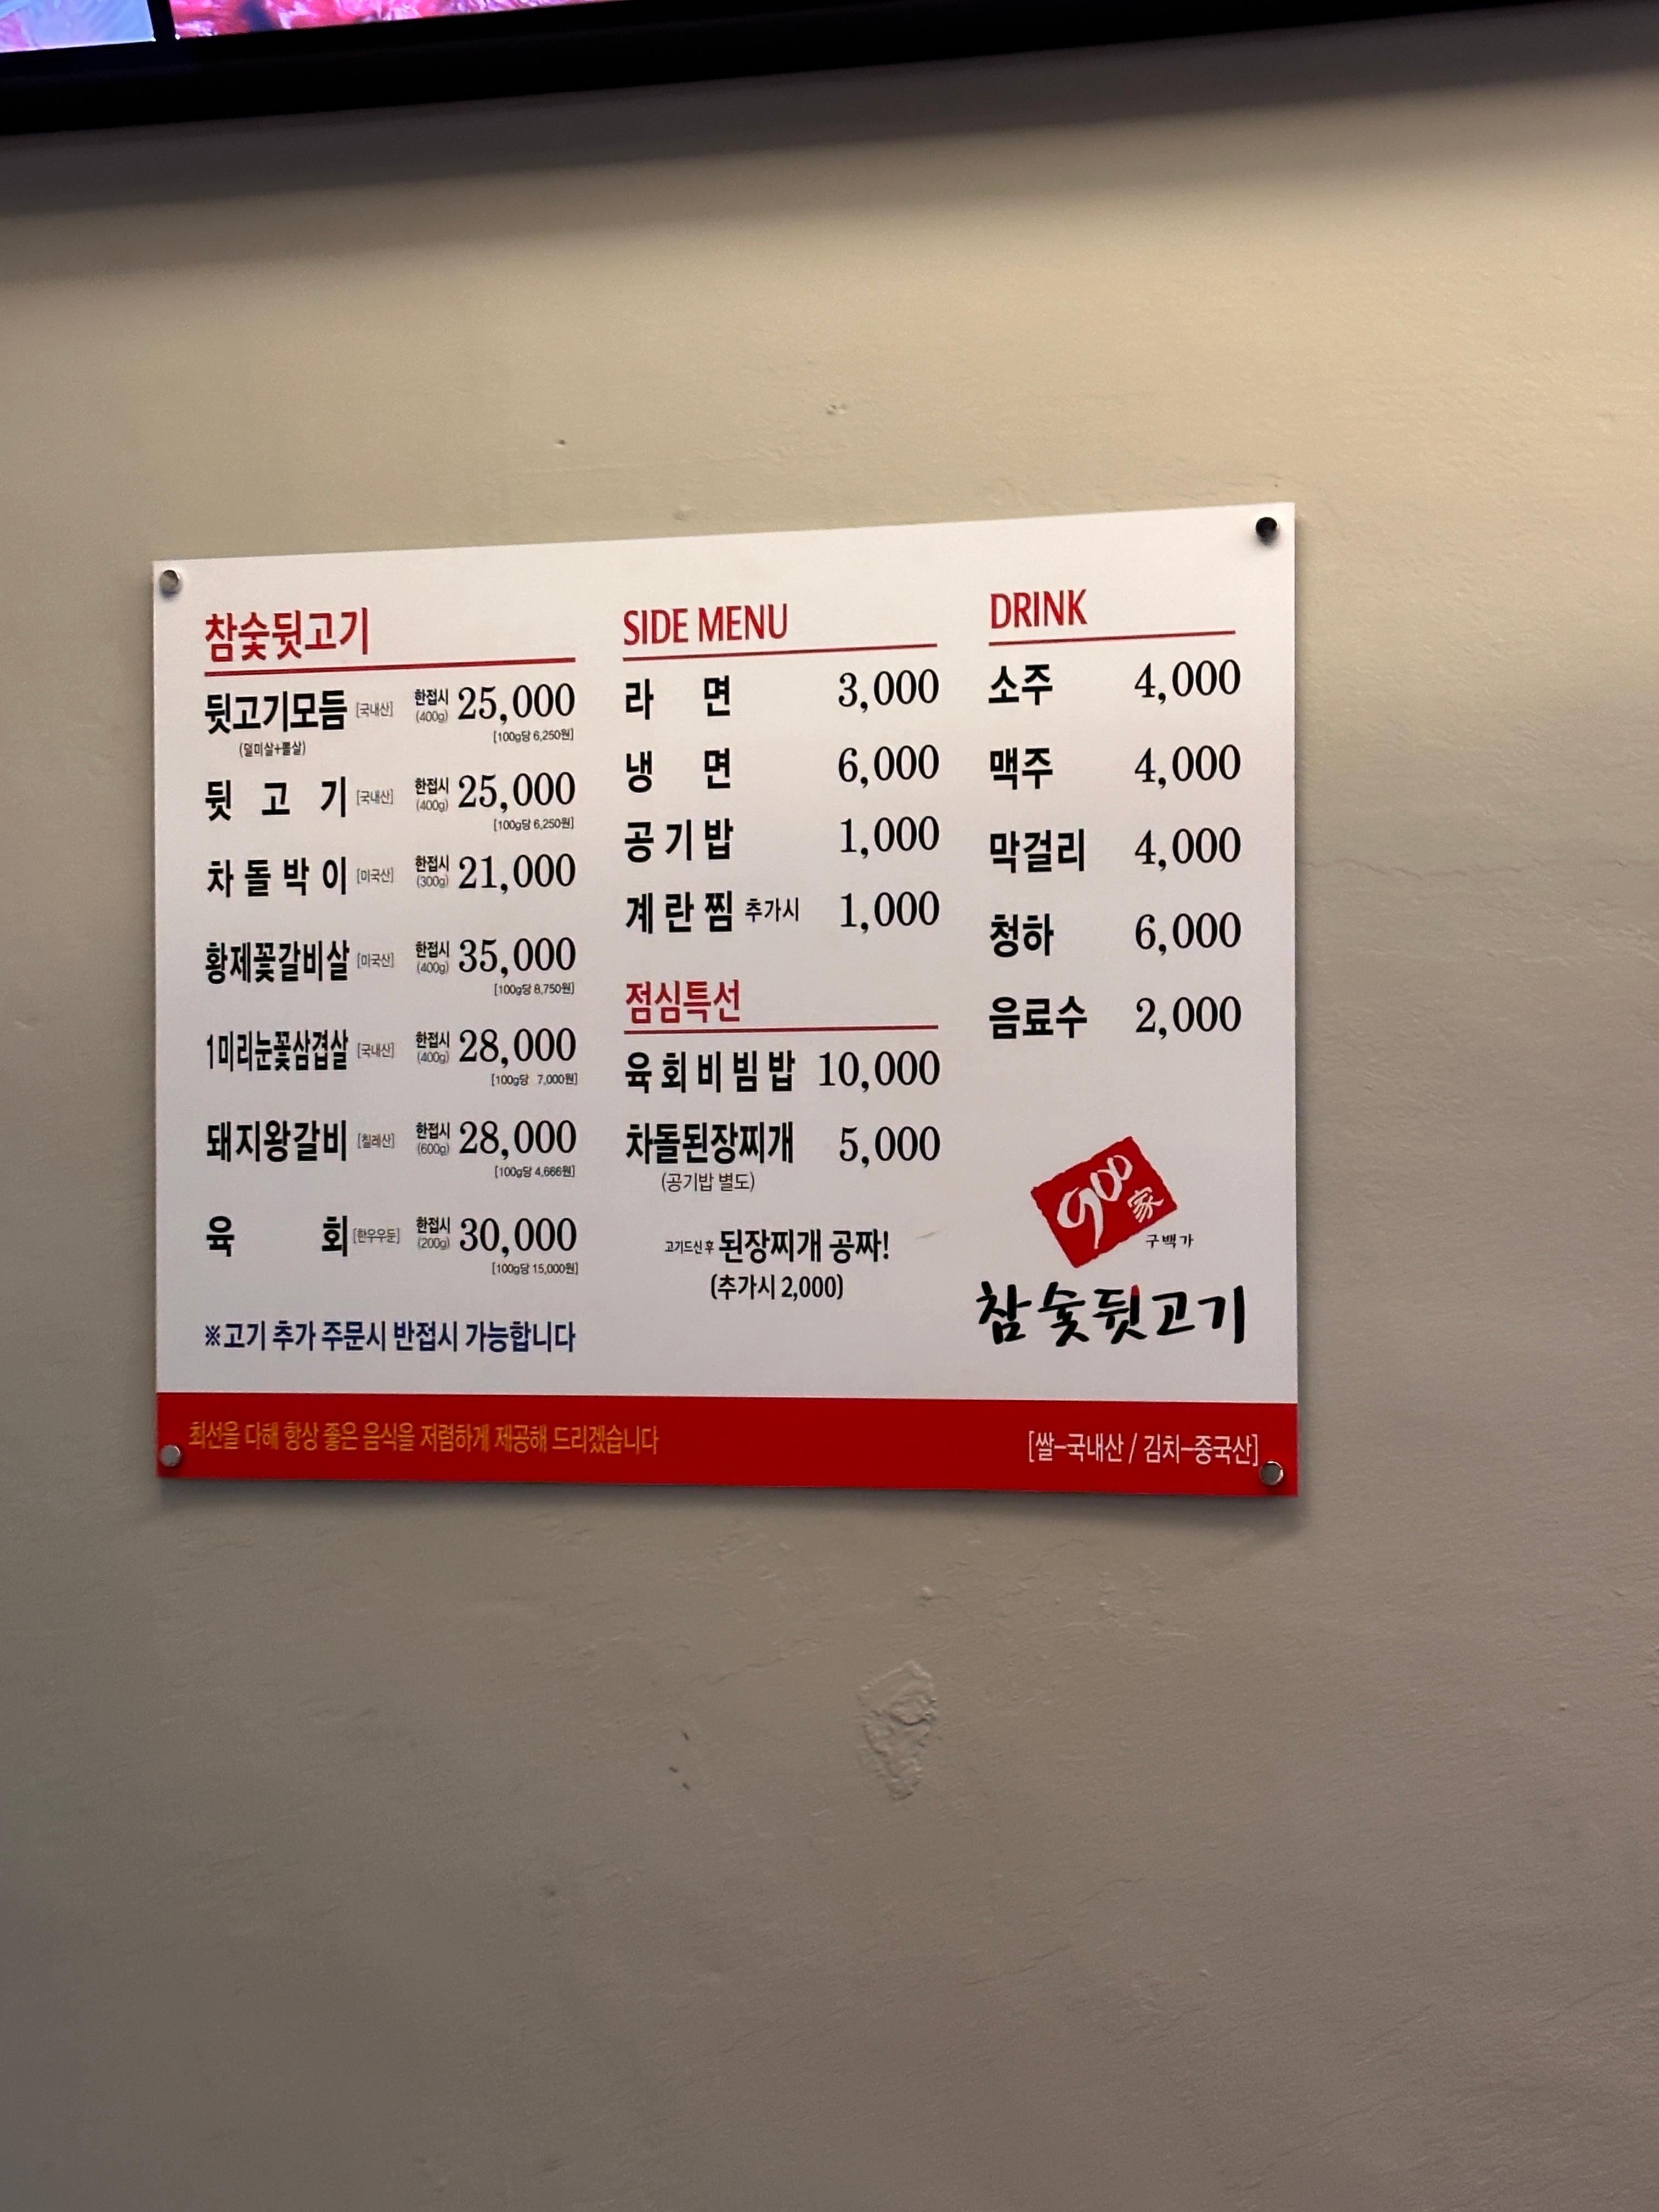 참숯뒷고기
뒷고기모둠 [국내산] 한접시 (400g) 25,000
(덜미살+뽈살) [100g당 6,250원]
뒷 고 기 [국내산] 한접시 (400g) 25,000
[100g당 6,250원]
차 돌 박 이 [미국산] 한접시 (300g) 21,000
황제꽃갈비살 [미국산] 한접시 (400g) 35,000
[100g당 8,750원]
1미리눈꽃삼겹살 [국내산] 한접시 (400g) 28,000
[100g당 7,000원]
돼지왕갈비 [칠레산] 한접시 (600g) 28,000
[100g당 4,666원]
육 회 [한우우둔] 한접시 (200g) 30,000
[100g당 15,000원]
※고기 추가 주문시 반접시 가능합니다
SIDE MENU
라 면 3,000
냉 면 6,000
공 기 밥 1,000
계 란 찜 추가시 1,000
점심특선
육 회 비 빔 밥 10,000
차돌된장찌개 5,000
(공기밥 별도)
고기드신 후 된장찌개 공짜!
(추가시 2,000)
DRINK
소주 4,000
맥주 4,000
막걸리 4,000
청하 6,000
음료수 2,000
900
家
구백가
참숯뒷고기
최선을 다해 항상 좋은 음식을 저렴하게 제공해 드리겠습니다
[쌀-국내산 / 김치-중국산]